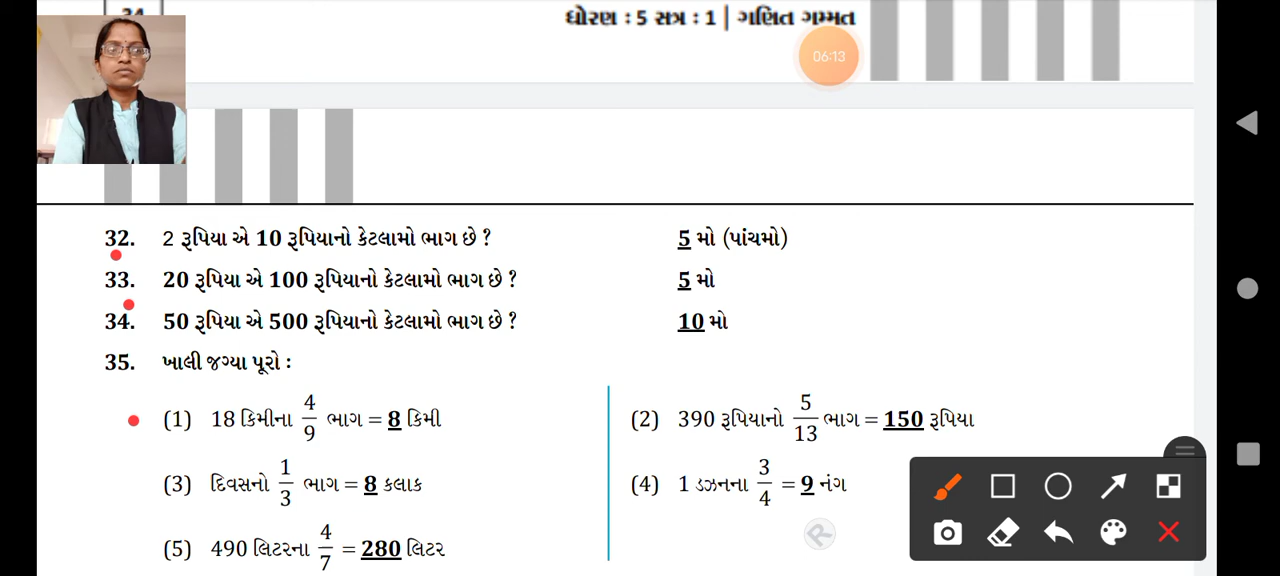 34
ધોરણ : 5 સત્ર : 1 | ગણિત ગમ્મત
06:13
32. 2 રૂપિયા એ 10 રૂપિયાનો કેટલામો ભાગ છે ? 5 મો (પાંચમો)
33. 20 રૂપિયા એ 100 રૂપિયાનો કેટલામો ભાગ છે ? 5 મો
34. 50 રૂપિયા એ 500 રૂપિયાનો કેટલામો ભાગ છે ? 10 મો
35. ખાલી જગ્યા પૂરો :
(1) 18 કિમીના 4/9 ભાગ = 8 કિમી
(2) 390 રૂપિયાનો 5/13 ભાગ = 150 રૂપિયા
(3) દિવસનો 1/3 ભાગ = 8 કલાક
(4) 1 ડઝનના 3/4 = 9 નંગ
(5) 490 લિટરના 4/7 = 280 લિટર
R